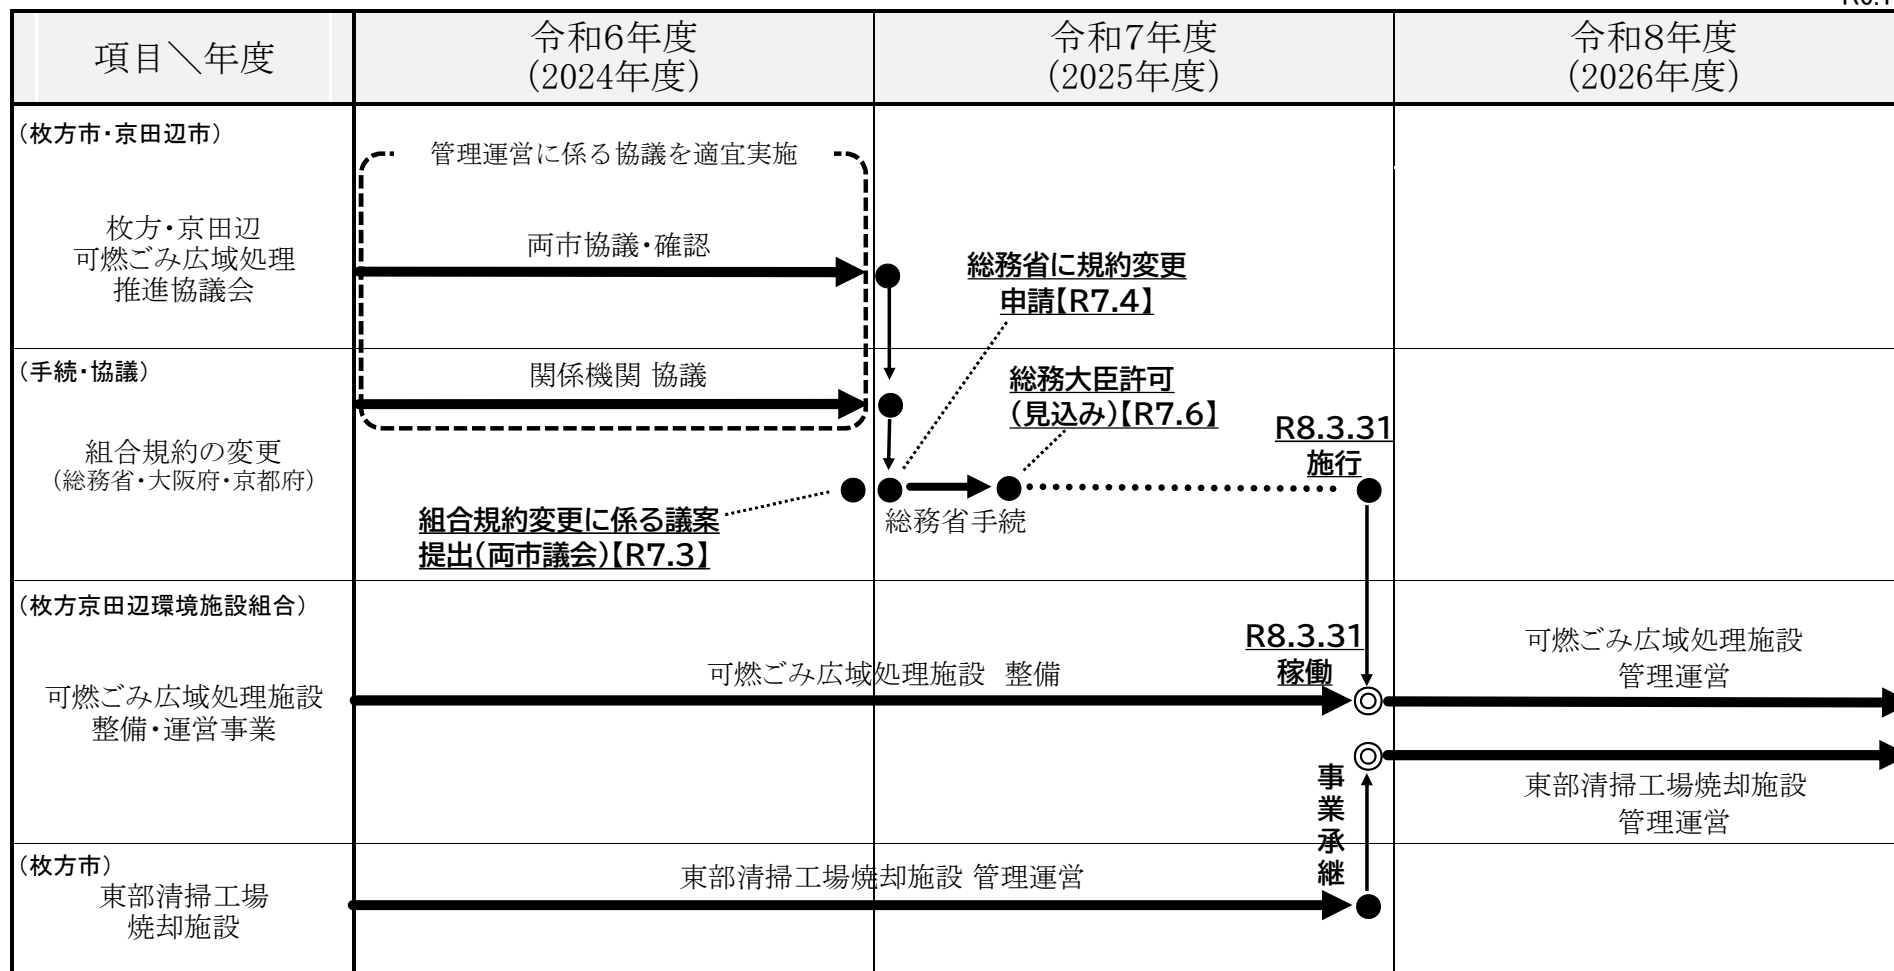 項目＼年度
令和6年度
（2024年度）
令和7年度
（2025年度）
令和8年度
（2026年度）
（枚方市・京田辺市）
枚方・京田辺
可燃ごみ広域処理
推進協議会
管理運営に係る協議を適宜実施
両市協議・確認
総務省に規約変更
申請【R7.4】
（手続・協議）
組合規約の変更
（総務省・大阪府・京都府）
関係機関 協議
総務大臣許可
（見込み）【R7.6】
R8.3.31
施行
組合規約変更に係る議案
提出（両市議会）【R7.3】
総務省手続
（枚方京田辺環境施設組合）
可燃ごみ広域処理施設
整備・運営事業
可燃ごみ広域処理施設 整備
R8.3.31
稼働
可燃ごみ広域処理施設
管理運営
事業承継
東部清掃工場焼却施設
管理運営
（枚方市）
東部清掃工場
焼却施設
東部清掃工場焼却施設 管理運営